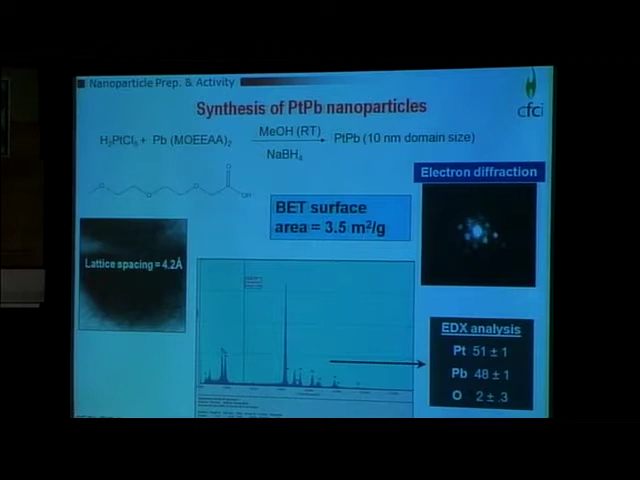 Nanoparticle Prep. & Activity
cfci
Synthesis of PtPb nanoparticles
H₂PtCl₆ + Pb (MOEEAA)₂ MeOH (RT) PtPb (10 nm domain size)
NaBH₄
O
O O OH
Electron diffraction
BET surface
area = 3.5 m²/g
Lattice spacing = 4.2Å
EDX analysis
Pt 51 ± 1
Pb 48 ± 1
O 2 ± .3